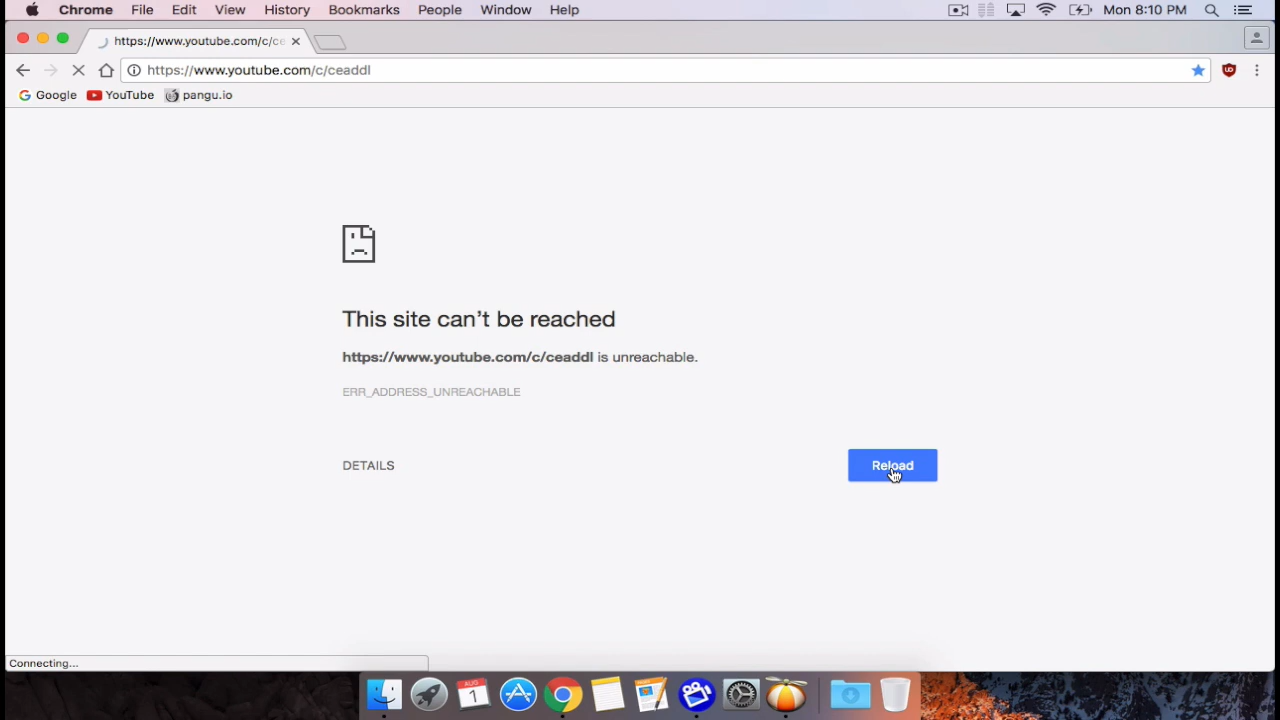 Chrome File Edit View History Bookmarks People Window Help Mon 8:10 PM
https://www.youtube.com/c/ce
https://www.youtube.com/c/ceaddl
Google YouTube pangu.io
This site can't be reached
https://www.youtube.com/c/ceaddl is unreachable.
ERR_ADDRESS_UNREACHABLE
DETAILS Reload
Connecting...
AUG
1